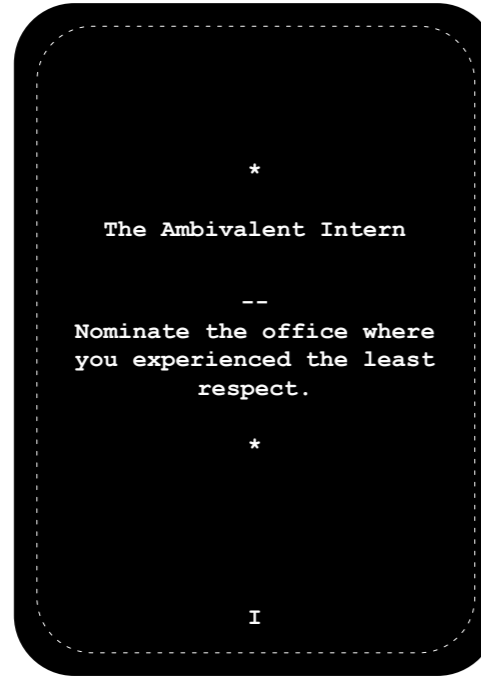 *
The Ambivalent Intern
--
Nominate the office where
you experienced the least
respect.
*
I